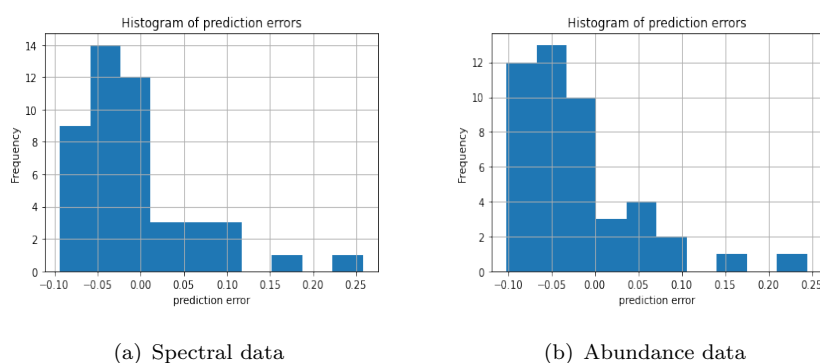 Histogram of prediction errors
14
12
10
8
6
4
2
0
Frequency
−0.10 −0.05 0.00 0.05 0.10 0.15 0.20 0.25
prediction error
(a) Spectral data
Histogram of prediction errors
12
10
8
6
4
2
0
Frequency
−0.10 −0.05 0.00 0.05 0.10 0.15 0.20 0.25
prediction error
(b) Abundance data